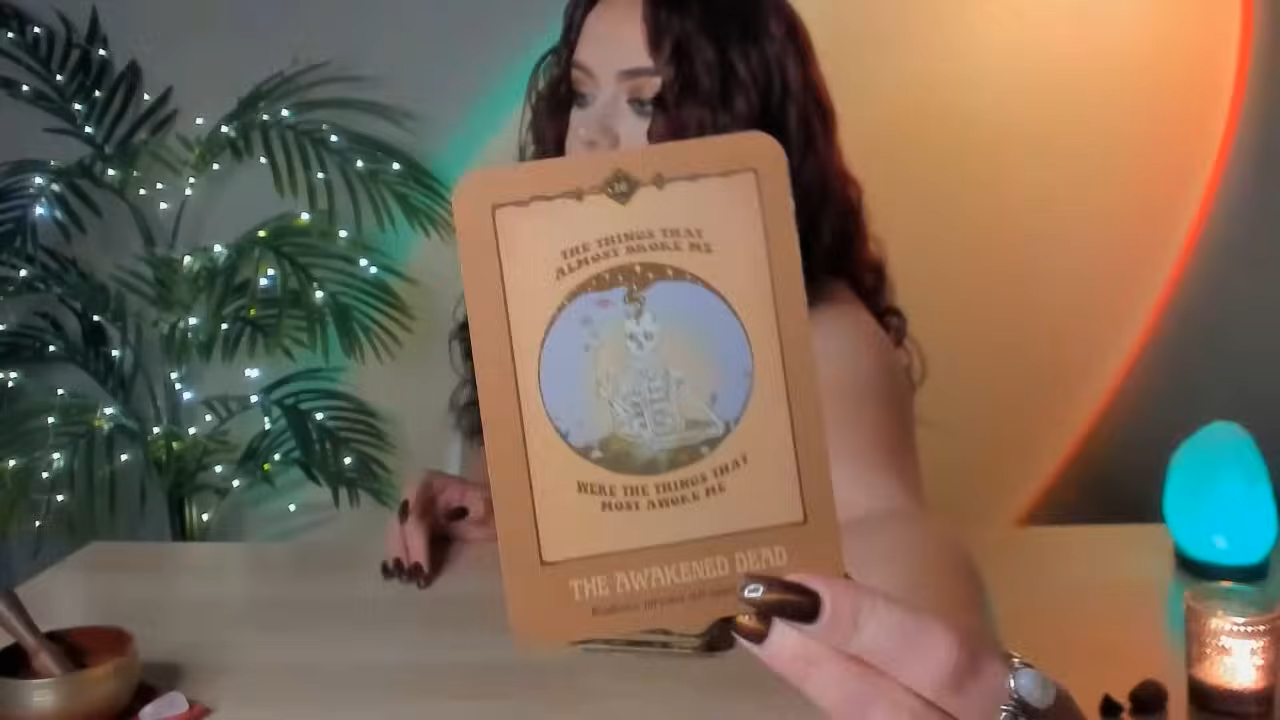 THE THINGS THAT
ALMOST BROKE ME
WERE THE THINGS THAT
MOST AWOKE ME
THE AWAKENED DEAD